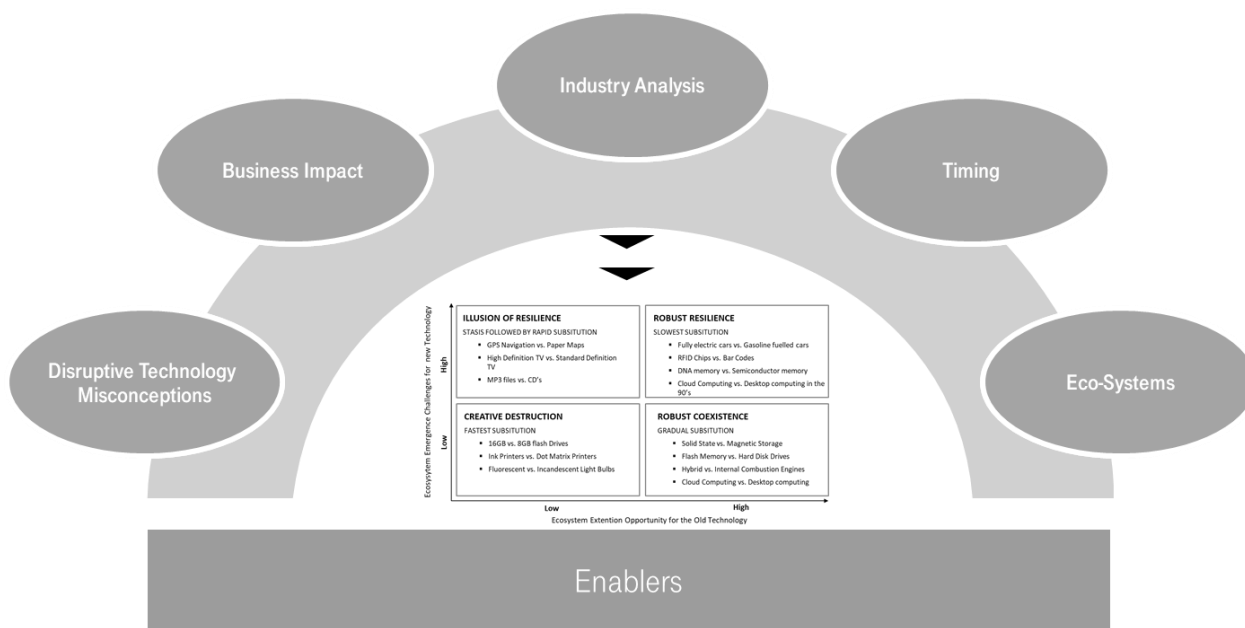 Industry Analysis
Business Impact
Timing
Disruptive Technology
Misconceptions
Eco-Systems
Ecosysytem Emergence Challenges for new Technology
High
Low
ILLUSION OF RESILIENCE
STASIS FOLLOWED BY RAPID SUBSITUTION
▪ GPS Navigation vs. Paper Maps
▪ High Definition TV vs. Standard Definition
TV
▪ MP3 files vs. CD's
ROBUST RESILIENCE
SLOWEST SUBSITUTION
▪ Fully electric cars vs. Gasoline fuelled cars
▪ RFID Chips vs. Bar Codes
▪ DNA memory vs. Semiconductor memory
▪ Cloud Computing vs. Desktop computing in the
90's
CREATIVE DESTRUCTION
FASTEST SUBSITUTION
▪ 16GB vs. 8GB flash Drives
▪ Ink Printers vs. Dot Matrix Printers
▪ Fluorescent vs. Incandescent Light Bulbs
ROBUST COEXISTENCE
GRADUAL SUBSITUTION
▪ Solid State vs. Magnetic Storage
▪ Flash Memory vs. Hard Disk Drives
▪ Hybrid vs. Internal Combustion Engines
▪ Cloud Computing vs. Desktop computing
Low
High
Ecosystem Extention Opportunity for the Old Technology
Enablers